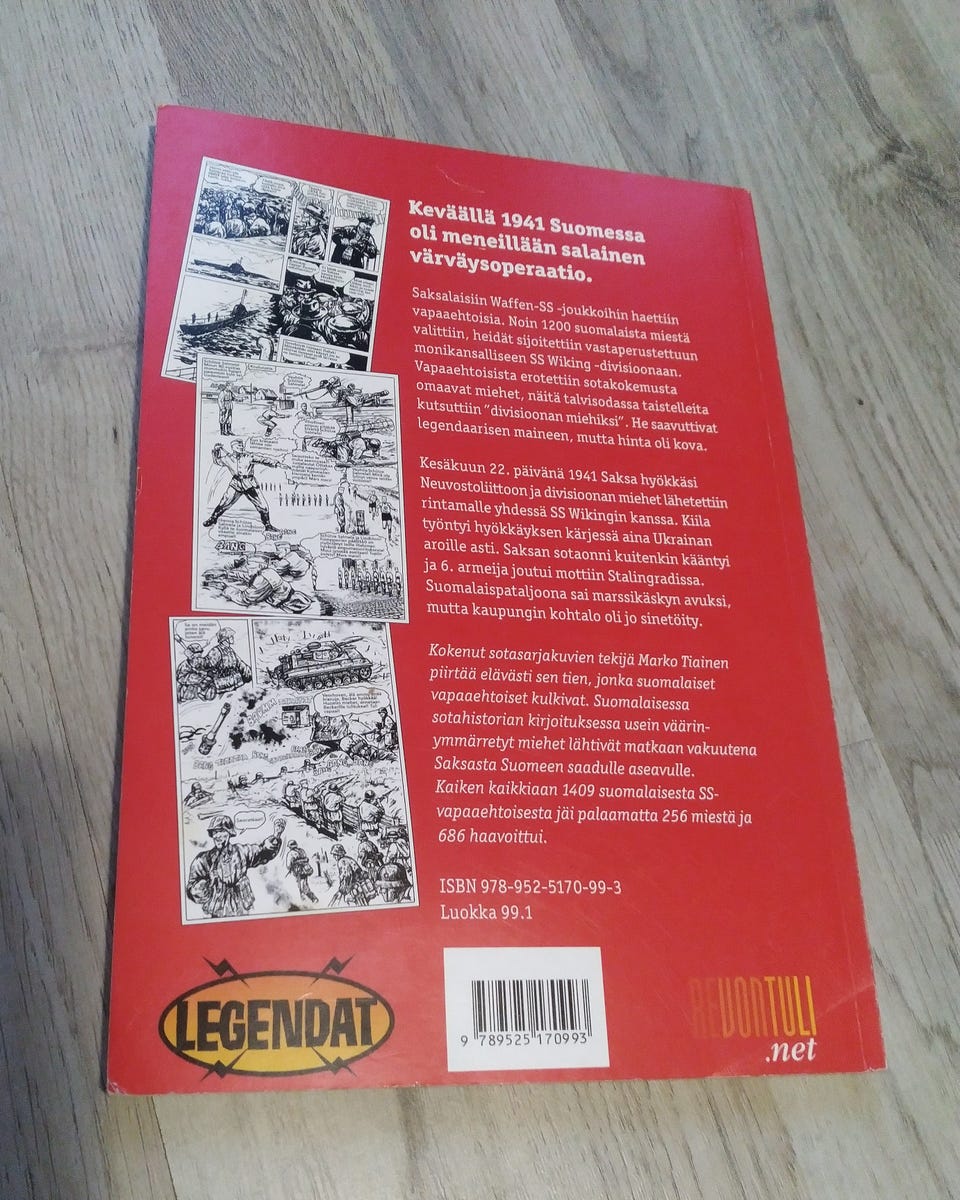 Keväällä 1941 Suomessa
oli meneillään salainen
värväysoperaatio.
Saksalaisiin Waffen-SS -joukkoihin haettiin
vapaaehtoisia. Noin 1200 suomalaista miestä
valittiin, heidät sijoitettiin vastaperustettuun
monikansalliseen SS Wiking -divisioonaan.
Vapaaehtoisista erotettiin sotakokemusta
omaavat miehet, näitä talvisodassa taistelleita
kutsuttiin ”divisioonan miehiksi”. He saavuttivat
legendaarisen maineen, mutta hinta oli kova.
Kesäkuun 22. päivänä 1941 Saksa hyökkäsi
Neuvostoliittoon ja divisioonan miehet lähetettiin
rintamalle yhdessä SS Wikingin kanssa. Kiila
työntyi hyökkäyksen kärjessä aina Ukrainan
aroille asti. Saksan sotaonni kuitenkin kääntyi
ja 6. armeija joutui mottiin Stalingradissa.
Suomalaispataljoona sai marssikäskyn avuksi,
mutta kaupungin kohtalo oli jo sinetöity.
Kokenut sotasarjakuvien tekijä Marko Tiainen
piirtää elävästi sen tien, jonka suomalaiset
vapaaehtoiset kulkivat. Suomalaisessa
sotahistorian kirjoituksessa usein väärin-
ymmärretyt miehet lähtivät matkaan vakuutena
Saksasta Suomeen saadulle aseavulle.
Kaiken kaikkiaan 1409 suomalaisesta SS-
vapaaehtoisesta jäi palaamatta 256 miestä ja
686 haavoittui.
ISBN 978-952-5170-99-3
Luokka 99.1
LEGENDAT
9 789525 170993
REVONTULI
.net